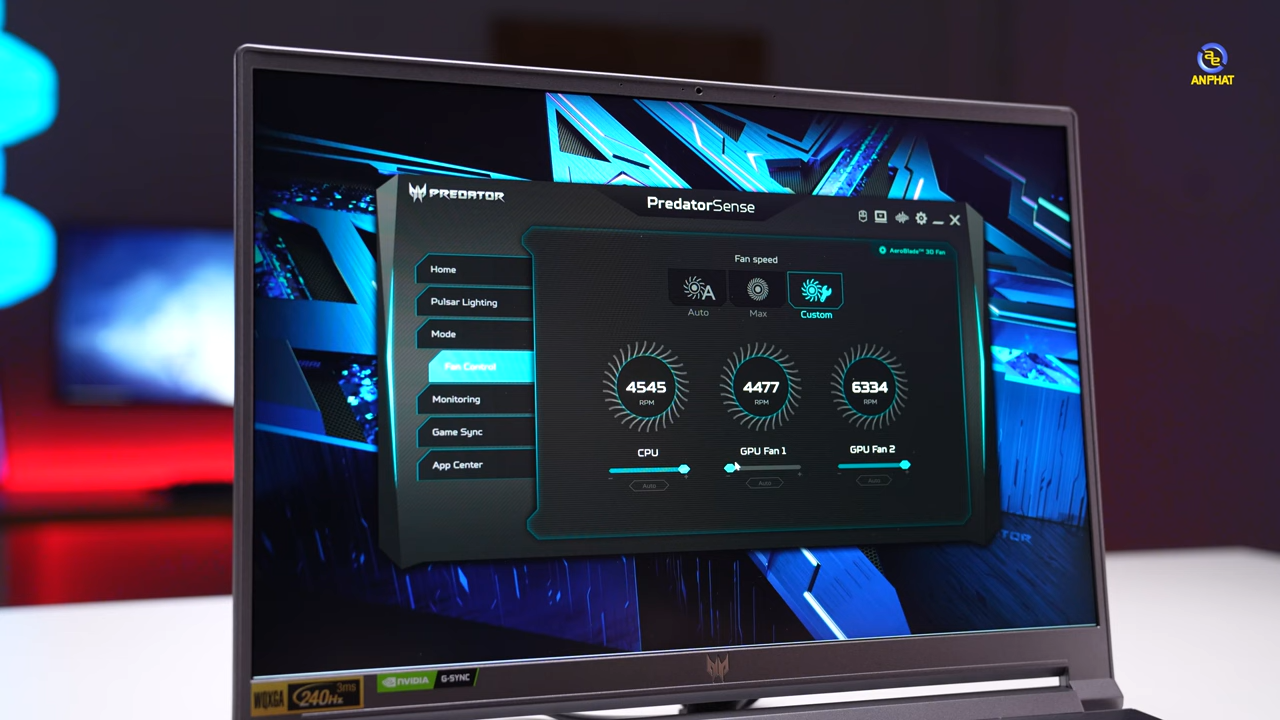 ANPHAT
PREDATOR
PredatorSense
AeroBlade™ 3D Fan
Home
Pulsar Lighting
Mode
Fan Control
Monitoring
Game Sync
App Center
Fan speed
Auto
Max
Custom
4545
RPM
4477
RPM
6334
RPM
CPU
GPU Fan 1
GPU Fan 2
- +
- +
- +
Auto
Auto
Auto
TOR
WQXGA
240Hz
3ms
NVIDIA
G-SYNC